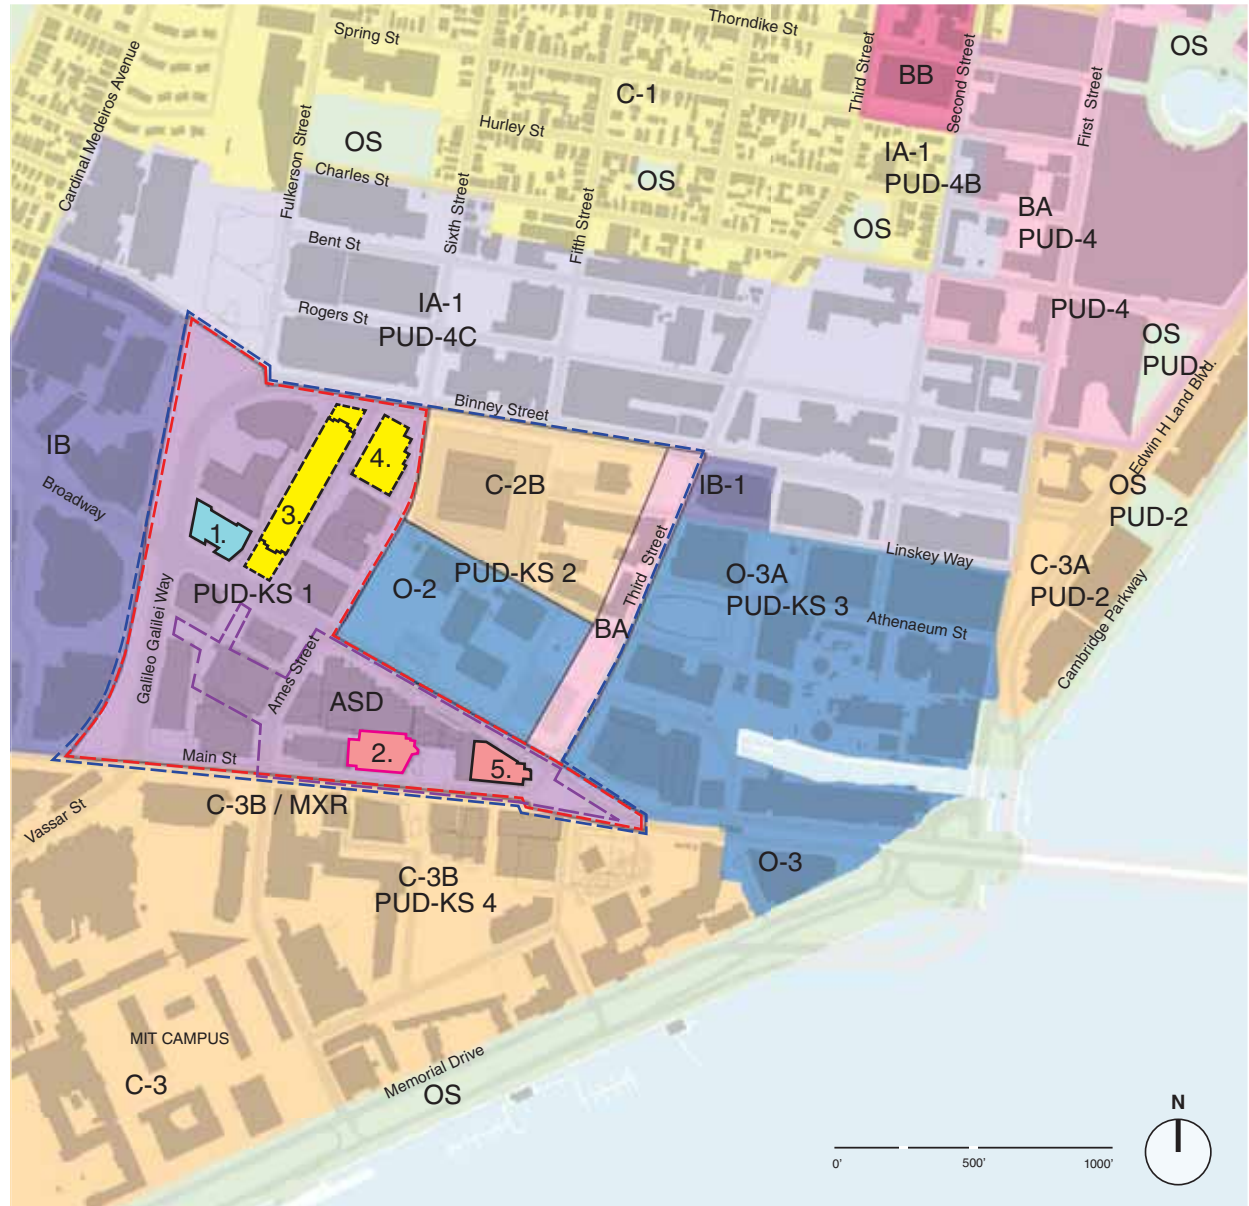 Thorndike St
Spring St
OS
BB
C-1
Third Street
Second Street
First Street
Cardinal Medeiros Avenue
Fulkerson Street
OS
Hurley St
IA-1
PUD-4B
Charles St
OS
Sixth Street
Fifth Street
BA
PUD-4
OS
Bent St
IA-1
PUD-4C
Rogers St
PUD-4
OS
PUD
Edwin H Land Blvd.
Binney Street
IB
4.
C-2B
IB-1
OS
PUD-2
Broadway
3.
1.
Third Street
Linskey Way
PUD-KS 1
O-2
PUD-KS 2
O-3A
PUD-KS 3
C-3A
PUD-2
Athenaeum St
BA
Cambridge Parkway
Galileo Galilei Way
Ames Street
ASD
Main St
2.
5.
C-3B / MXR
Vassar St
C-3B
PUD-KS 4
O-3
MIT CAMPUS
C-3
Memorial Drive
OS
N
0'
500'
1000'